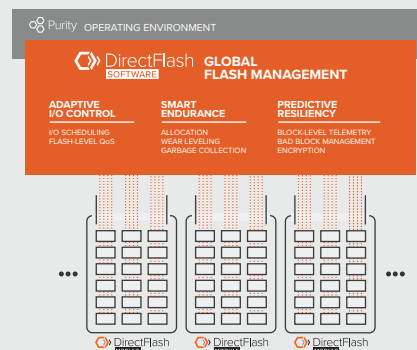 Purity OPERATING ENVIRONMENT
DirectFlash
SOFTWARE
GLOBAL
FLASH MANAGEMENT
ADAPTIVE
I/O CONTROL
I/O SCHEDULING
FLASH-LEVEL QoS
SMART
ENDURANCE
ALLOCATION
WEAR LEVELING
GARBAGE COLLECTION
PREDICTIVE
RESILIENCY
BLOCK-LEVEL TELEMETRY
BAD BLOCK MANAGEMENT
ENCRYPTION
DirectFlash
DirectFlash
DirectFlash